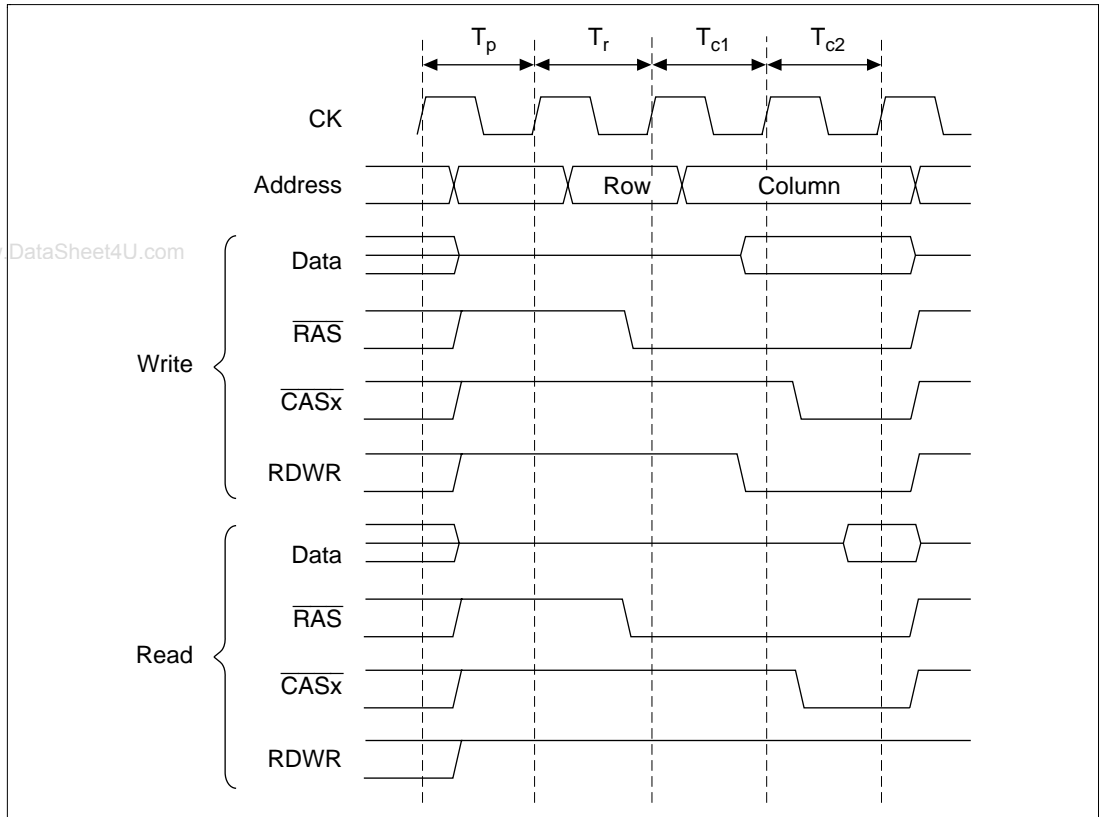 Tp Tr Tc1 Tc2
CK
Address Row Column
.DataSheet4U.com
Data
RAS
Write
CASx
RDWR
Data
RAS
Read
CASx
RDWR